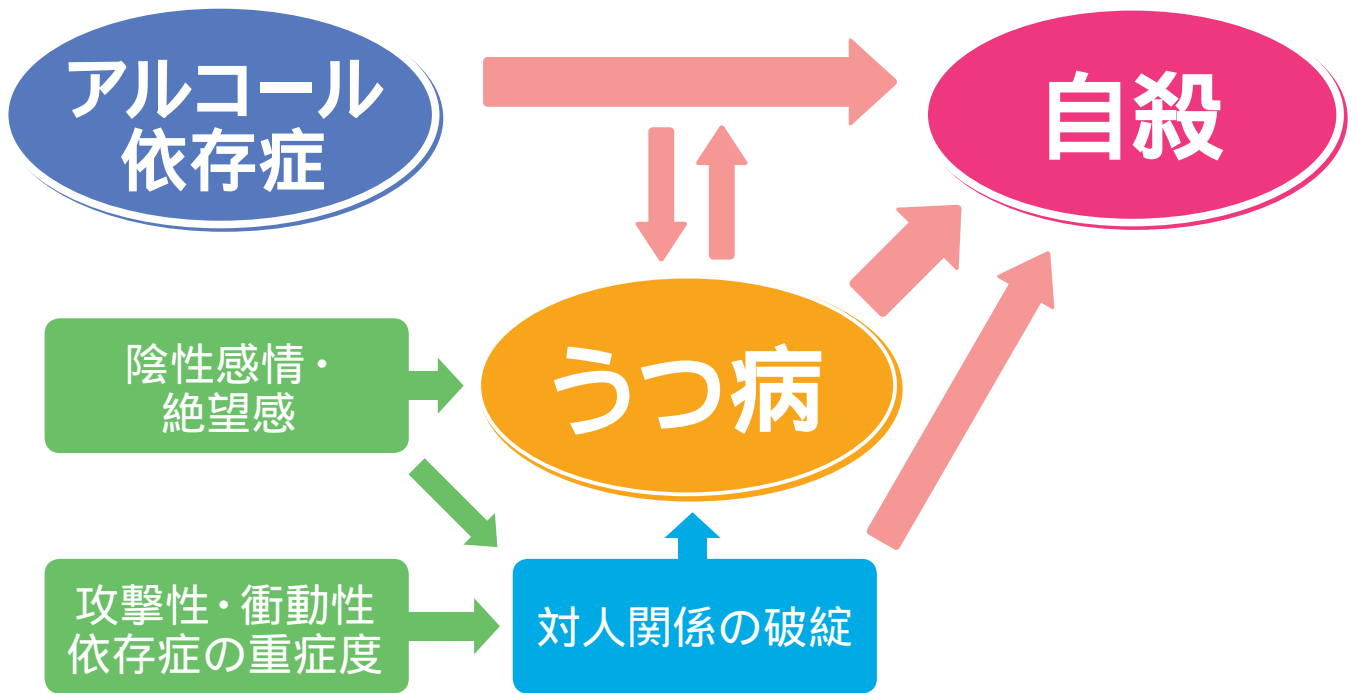 アルコール
依存症
自殺
陰性感情・
絶望感
うつ病
攻撃性・衝動性
依存症の重症度
対人関係の破綻